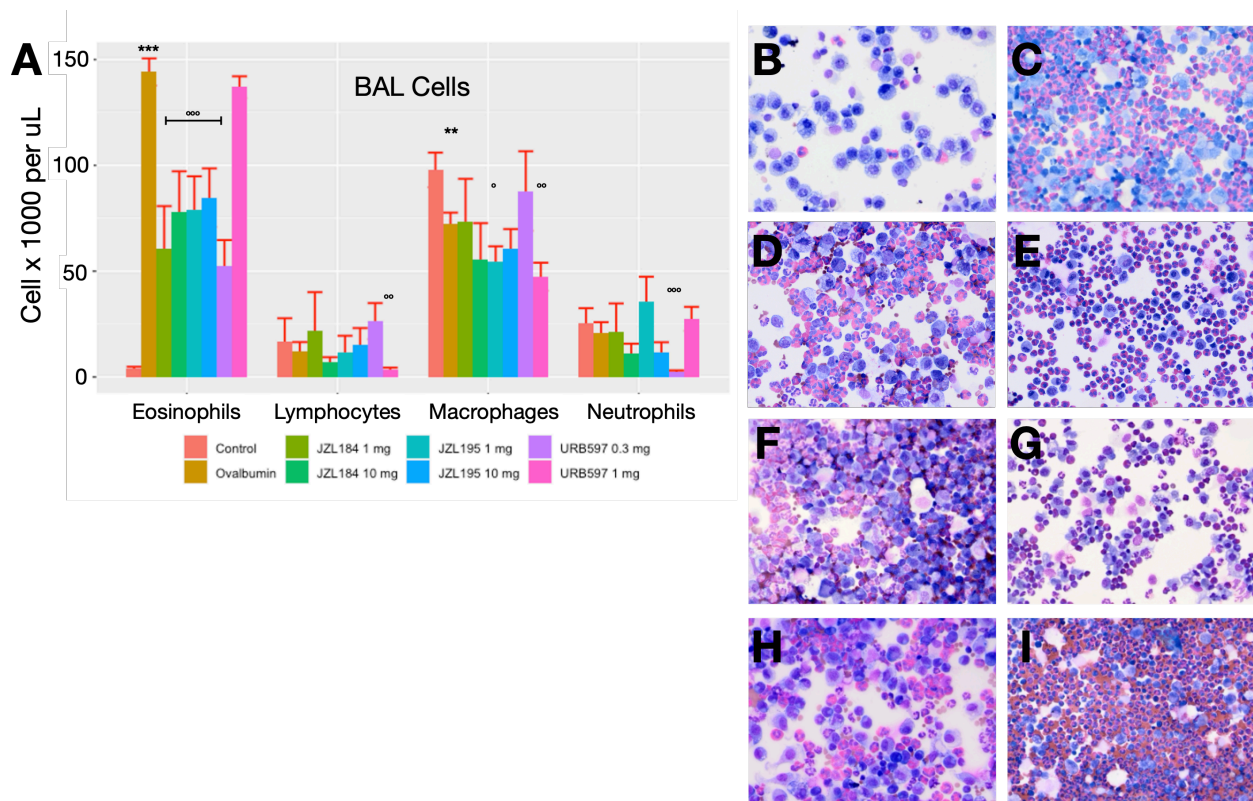 A
BAL Cells
Cell x 1000 per uL
150
100
50
0
***
°°°
°°
**
°
°°
°°°
Eosinophils Lymphocytes Macrophages Neutrophils
Control JZL184 1 mg JZL195 1 mg URB597 0.3 mg
Ovalbumin JZL184 10 mg JZL195 10 mg URB597 1 mg
B C
D E
F G
H I